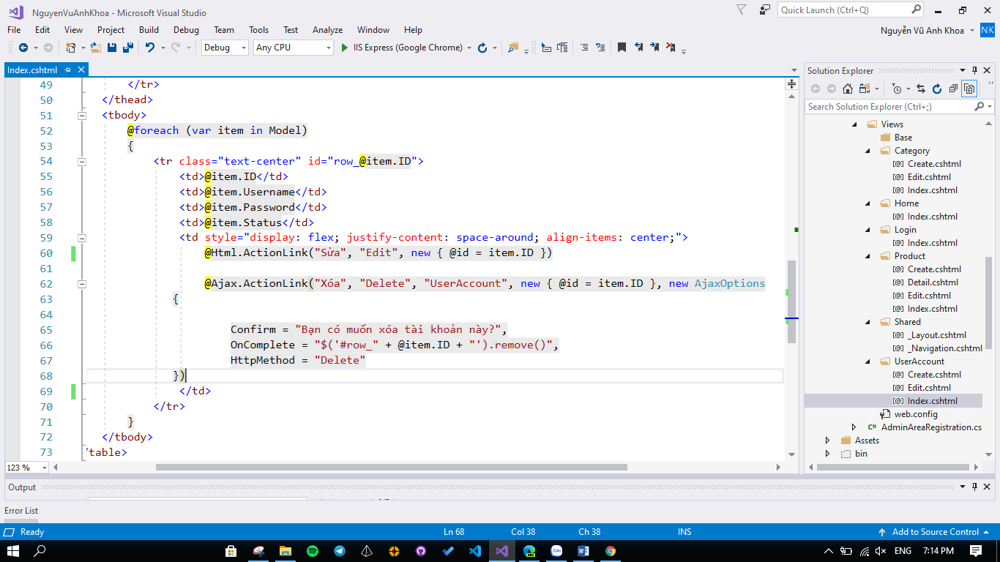 NguyenVuAnhKhoa - Microsoft Visual Studio
Quick Launch (Ctrl+Q)
File Edit View Project Build Debug Team Tools Test Analyze Window Help
Nguyễn Vũ Anh Khoa NK
Debug Any CPU IIS Express (Google Chrome)
Index.cshtml
49 </tr>
50 </thead>
51 <tbody>
52 @foreach (var item in Model)
53 {
54 <tr class="text-center" id="row_@item.ID">
55 <td>@item.ID</td>
56 <td>@item.Username</td>
57 <td>@item.Password</td>
58 <td>@item.Status</td>
59 <td style="display: flex; justify-content: space-around; align-items: center;">
60 @Html.ActionLink("Sửa", "Edit", new { @id = item.ID })
61
62 @Ajax.ActionLink("Xóa", "Delete", "UserAccount", new { @id = item.ID }, new AjaxOptions
63 {
64
65 Confirm = "Bạn có muốn xóa tài khoản này?",
66 OnComplete = "$('#row_" + @item.ID + "').remove()",
67 HttpMethod = "Delete"
68 })
69 </td>
70 </tr>
71 }
72 </tbody>
73 /table>
123 %
Solution Explorer
Search Solution Explorer (Ctrl+;)
Views
Base
Category
Create.cshtml
Edit.cshtml
Index.cshtml
Home
Index.cshtml
Login
Index.cshtml
Product
Create.cshtml
Detail.cshtml
Edit.cshtml
Index.cshtml
Shared
_Layout.cshtml
_Navigation.cshtml
UserAccount
Create.cshtml
Edit.cshtml
Index.cshtml
web.config
C# AdminAreaRegistration.cs
Assets
bin
Output
Error List
Ready Ln 68 Col 38 Ch 38 INS Add to Source Control
ENG 7:14 PM